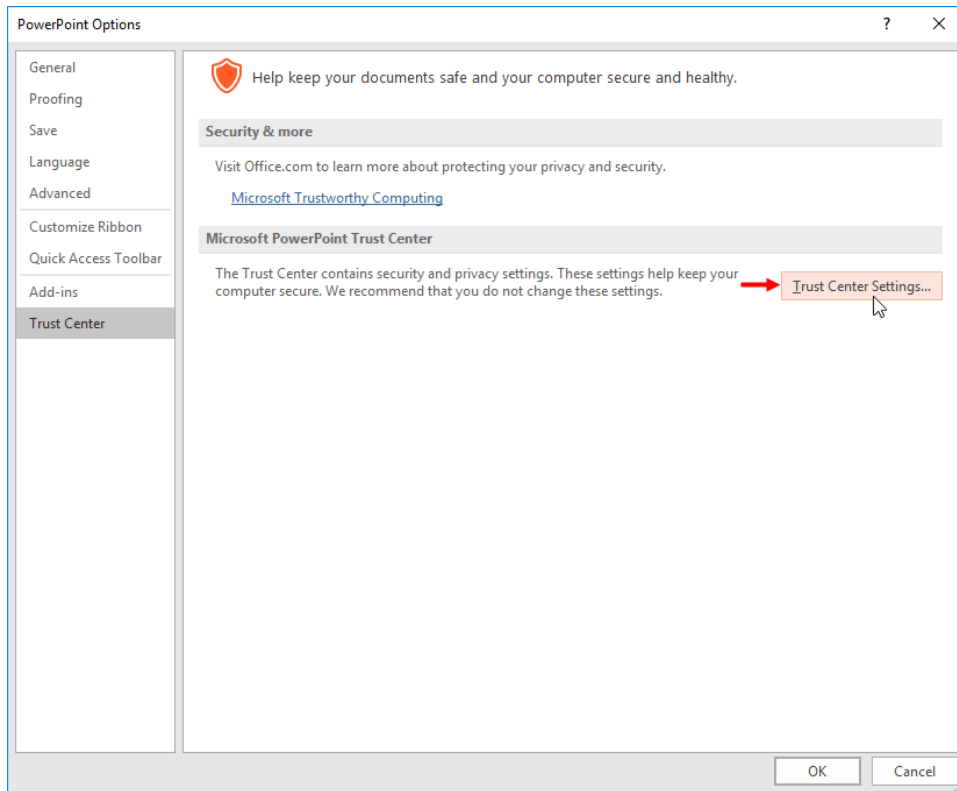 PowerPoint Options
?
General
Proofing
Save
Language
Advanced
Customize Ribbon
Quick Access Toolbar
Add-ins
Trust Center
Help keep your documents safe and your computer secure and healthy.
Security & more
Visit Office.com to learn more about protecting your privacy and security.
Microsoft Trustworthy Computing
Microsoft PowerPoint Trust Center
The Trust Center contains security and privacy settings. These settings help keep your
computer secure. We recommend that you do not change these settings.
Trust Center Settings...
OK
Cancel